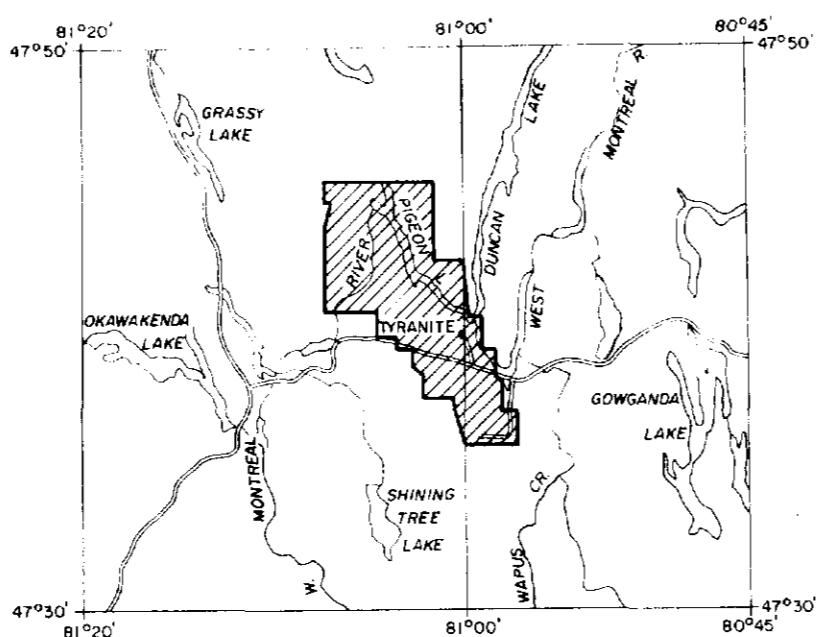 81°20'
81°00'
80°45'
47°50'
47°50'
GRASSY
LAKE
LAKE
DUNCAN
MONTREAL R.
PIGEON L.
RIVER
WEST
OKAWAKENDA
LAKE
TYRANITE
GOWGANDA
LAKE
MONTREAL
W.
SHINING
TREE
LAKE
WAPUS CR.
47°30'
47°30'
81°20'
81°00'
80°45'